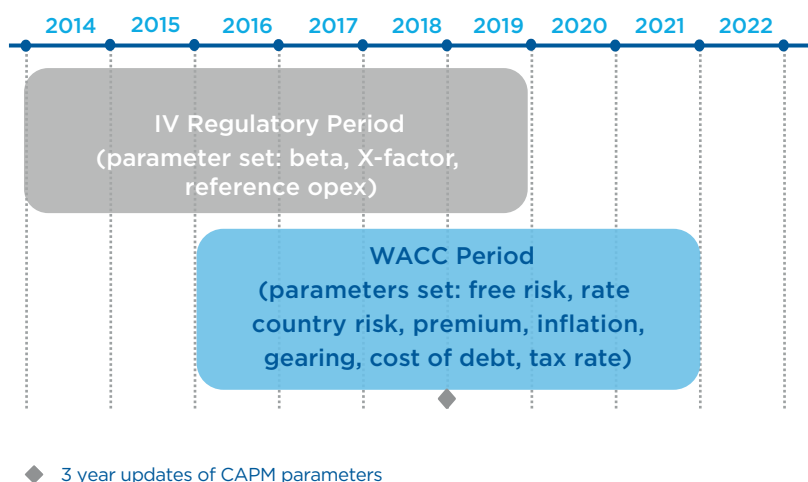 2014 2015 2016 2017 2018 2019 2020 2021 2022
IV Regulatory Period
(parameter set: beta, X-factor,
reference opex)
WACC Period
(parameters set: free risk, rate
country risk, premium, inflation,
gearing, cost of debt, tax rate)
3 year updates of CAPM parameters